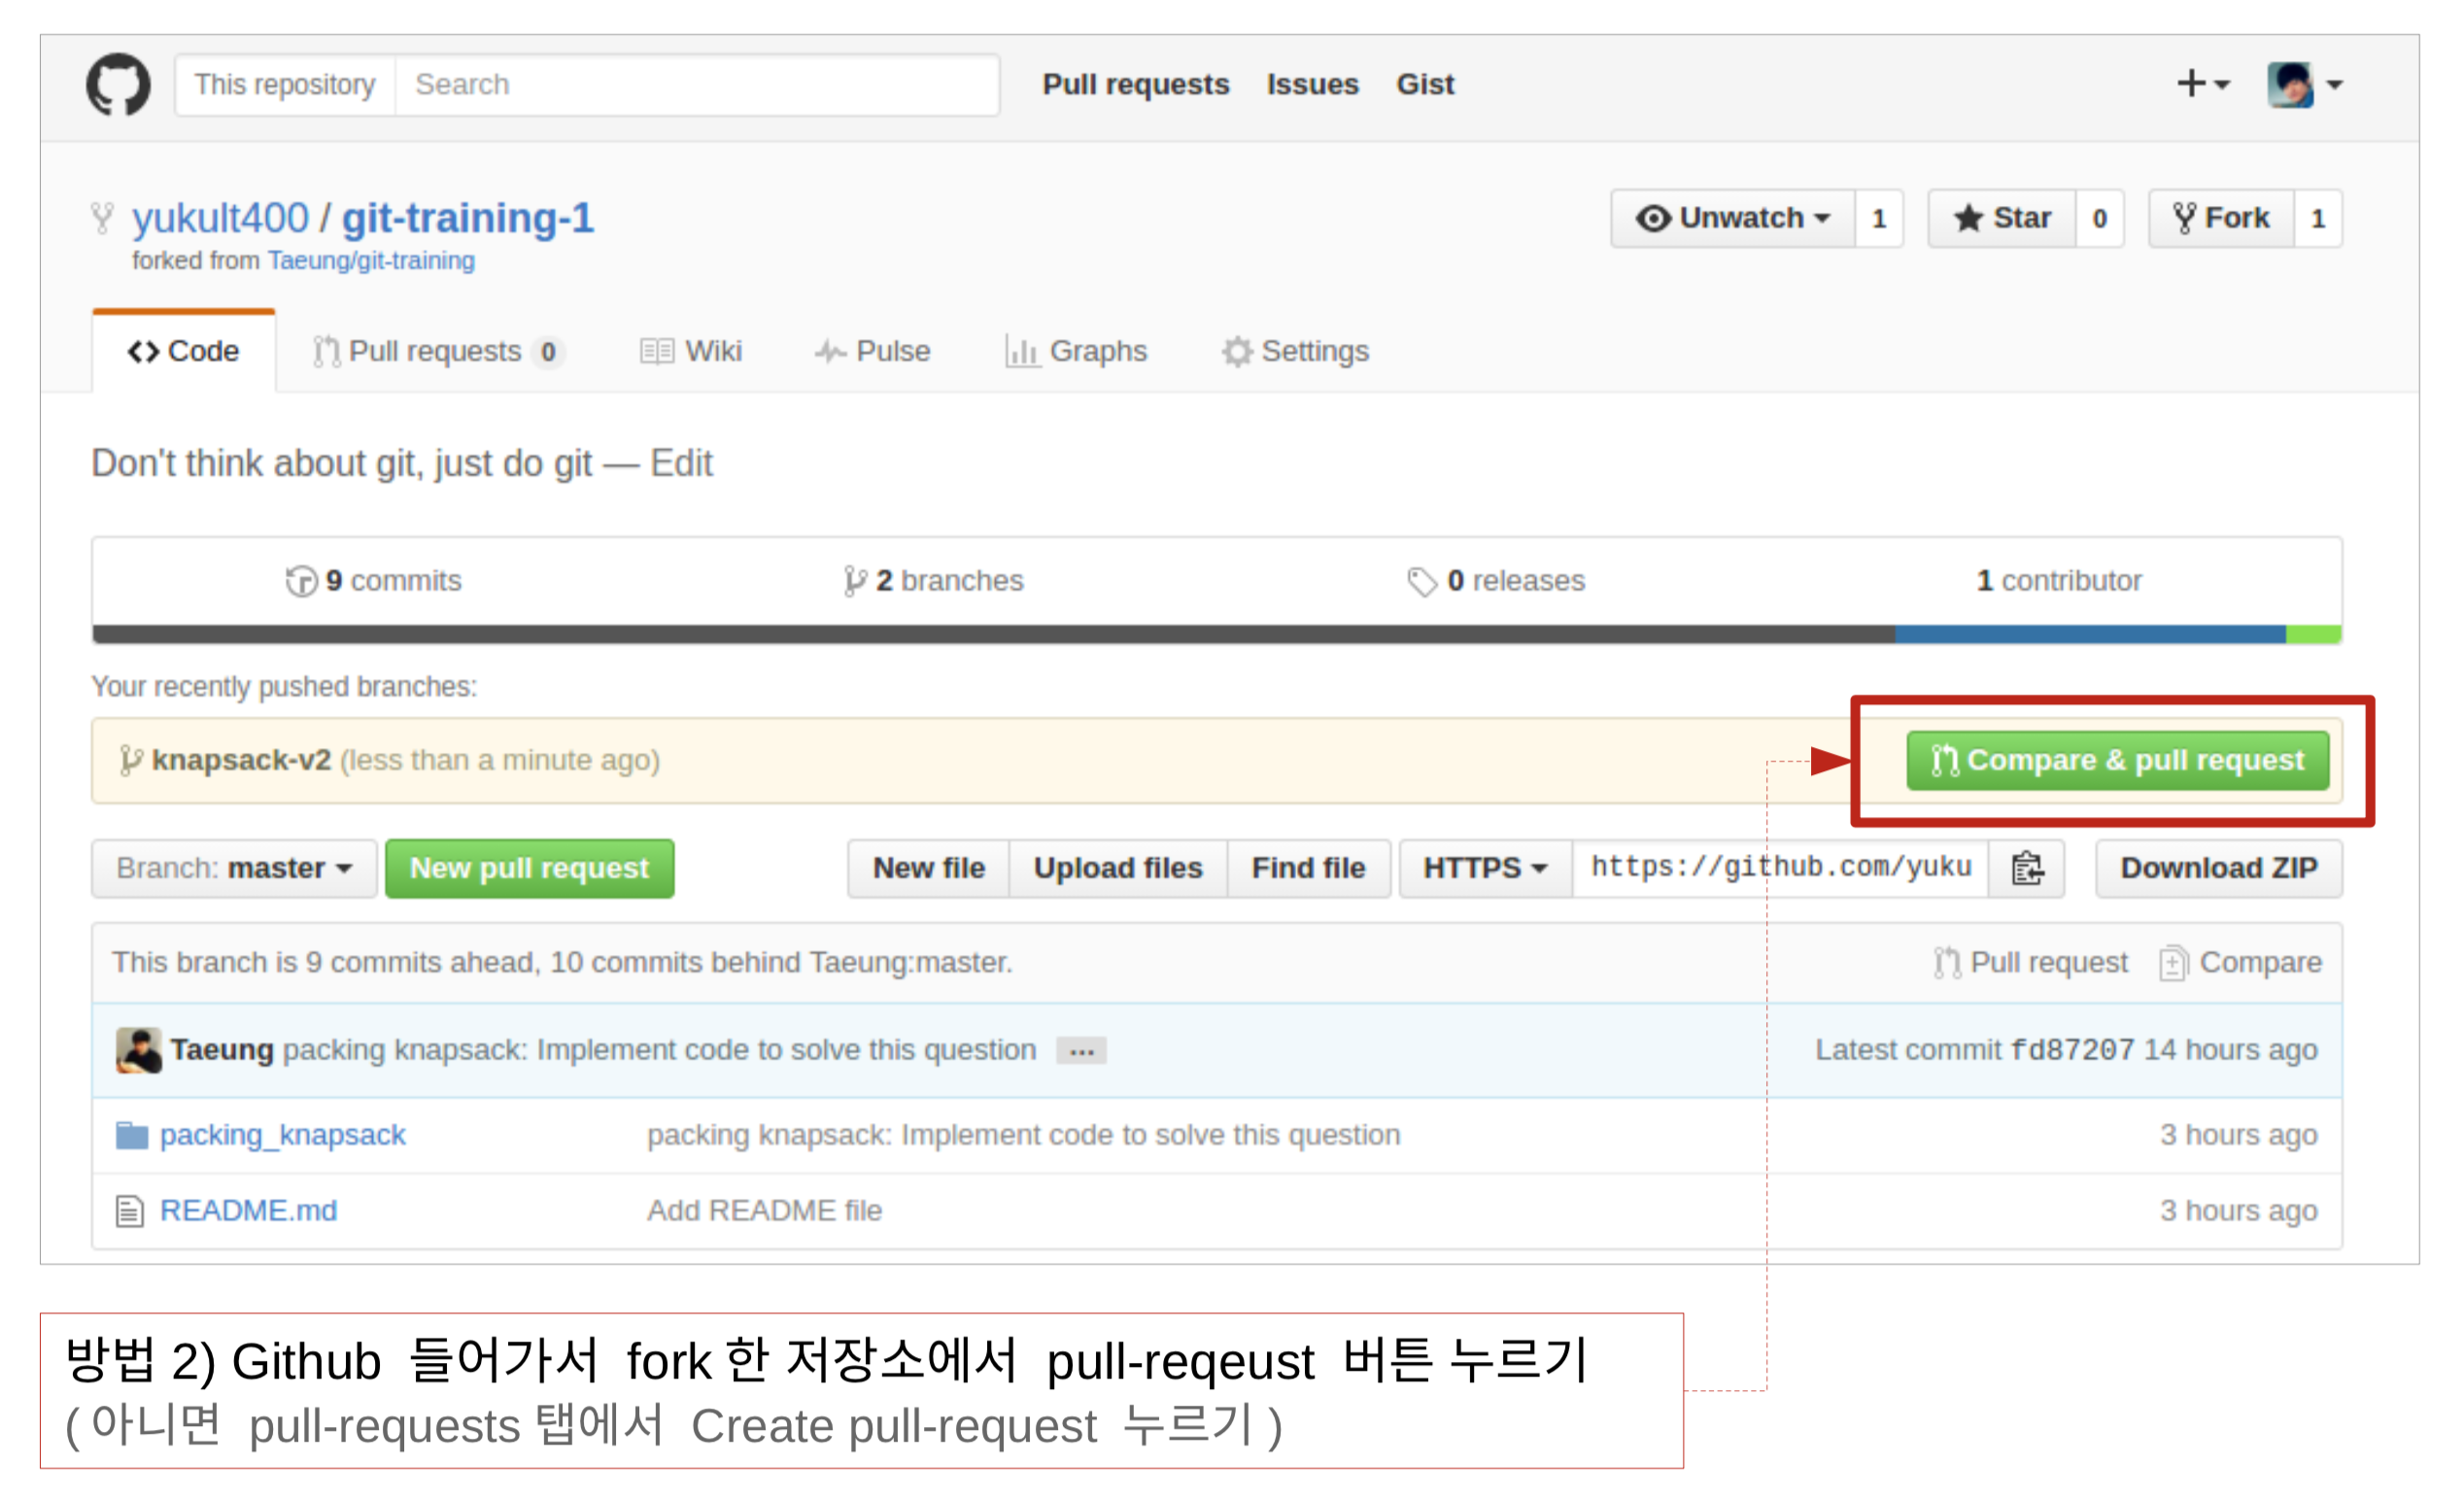 This repository Search Pull requests Issues Gist
yukult400 / git-training-1 Unwatch 1 Star 0 Fork 1
forked from Taeung/git-training
Code Pull requests 0 Wiki Pulse Graphs Settings
Don't think about git, just do git — Edit
9 commits 2 branches 0 releases 1 contributor
Your recently pushed branches:
knapsack-v2 (less than a minute ago) Compare & pull request
Branch: master New pull request New file Upload files Find file HTTPS https://github.com/yuku Download ZIP
This branch is 9 commits ahead, 10 commits behind Taeung:master. Pull request Compare
Taeung packing knapsack: Implement code to solve this question ... Latest commit fd87207 14 hours ago
packing_knapsack packing knapsack: Implement code to solve this question 3 hours ago
README.md Add README file 3 hours ago
방법 2) Github 들어가서 fork 한 저장소에서 pull-reqeust 버튼 누르기
( 아니면 pull-requests 탭에서 Create pull-request 누르기 )